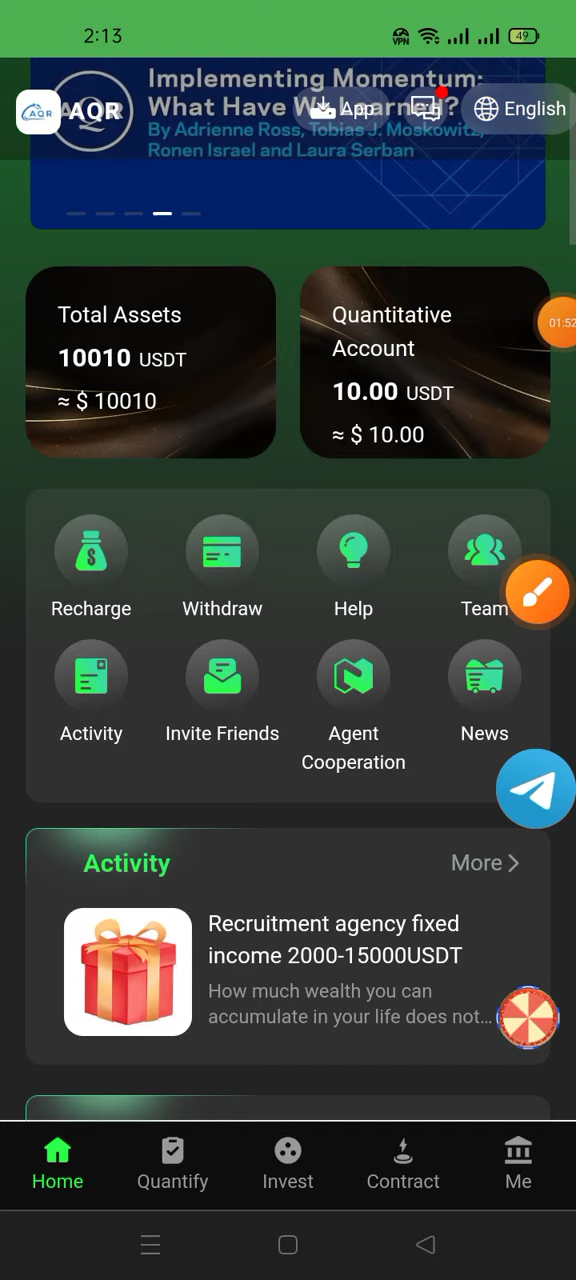 2:13
VPN
49
Implementing Momentum:
What Have We Learned?
By Adrienne Ross, Tobias J. Moskowitz,
Ronen Israel and Laura Serban
AQR
AQR
App
English
Total Assets
10010 USDT
≈ $ 10010
Quantitative
Account
10.00 USDT
≈ $ 10.00
01:52
Recharge
Withdraw
Help
Team
Activity
Invite Friends
Agent
Cooperation
News
Activity
More
Recruitment agency fixed
income 2000-15000USDT
How much wealth you can
accumulate in your life does not...
Home
Quantify
Invest
Contract
Me